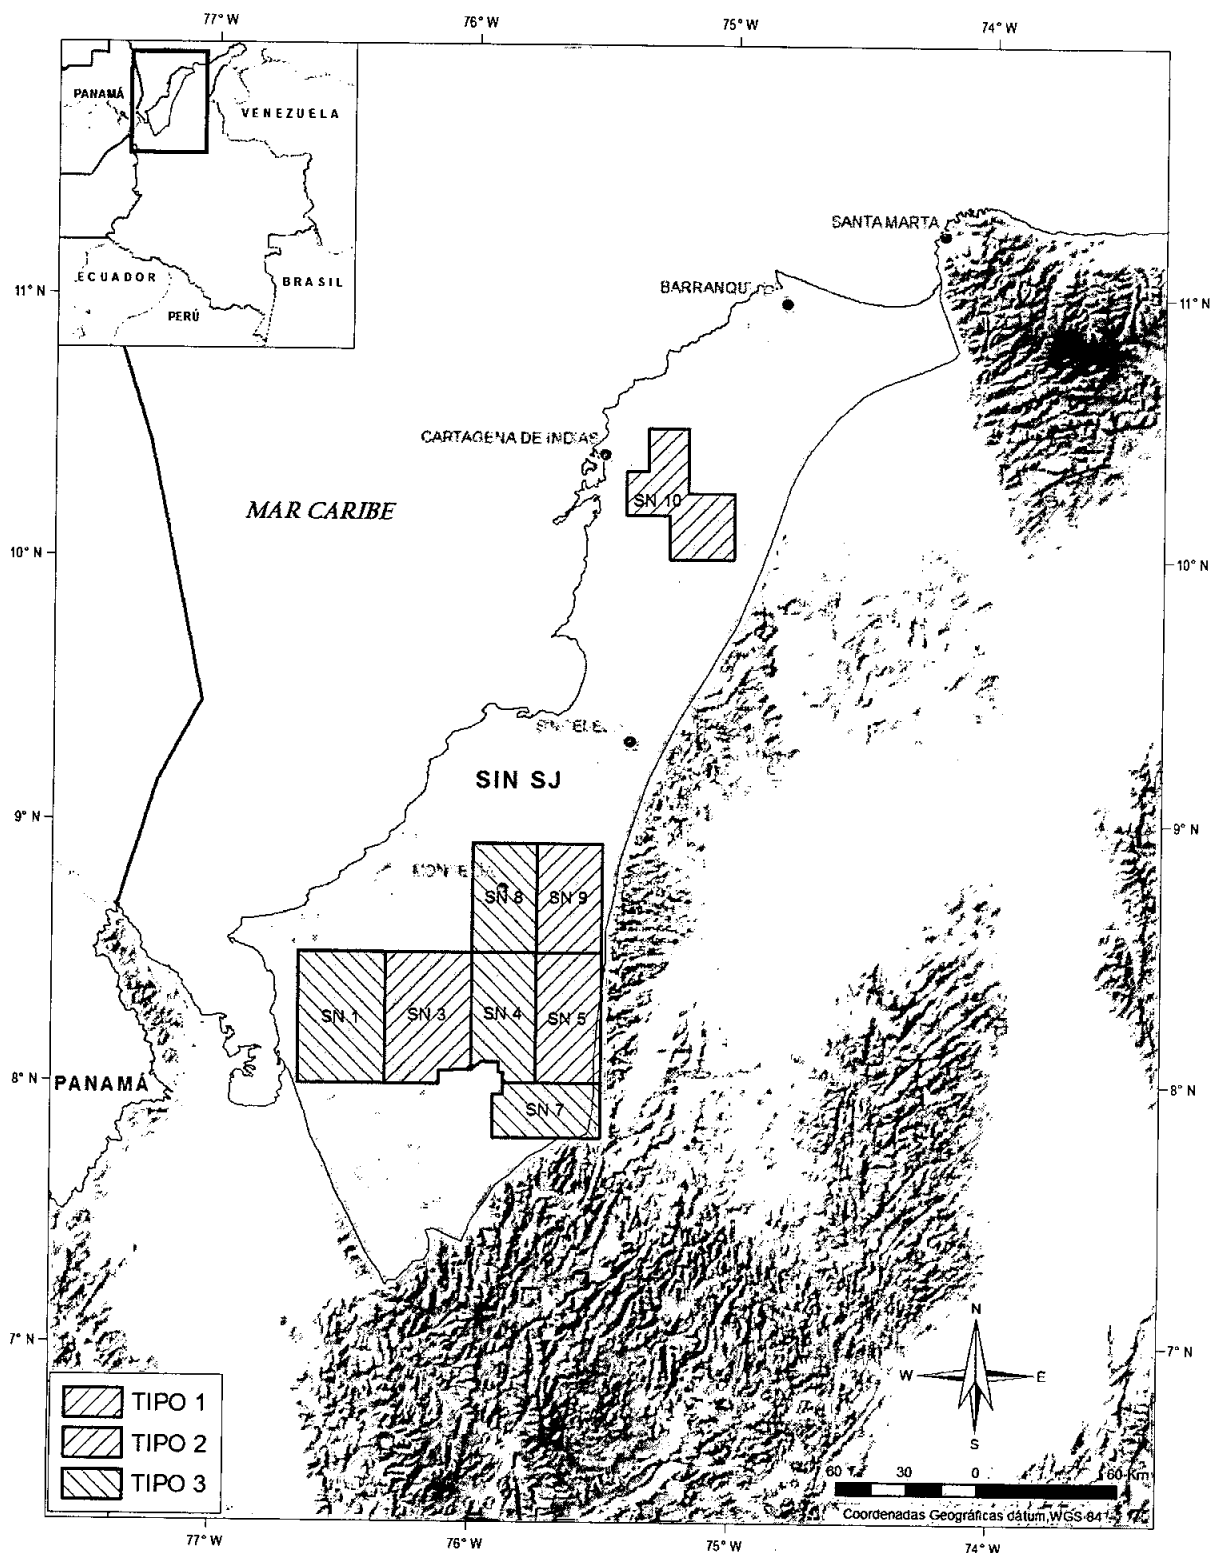 77° W
76° W
75° W
74° W
PANAMÁ
VENEZUELA
ECUADOR
BRASIL
PERÚ
SANTA MARTA
11° N
11° N
CARTAGENA DE INDIAS
SN 10
MAR CARIBE
10° N
10° N
SIN SJ
9° N
9° N
SN 8
SN 9
SN 1
SN 3
SN 4
SN 5
8° N
8° N
PANAMÁ
SN 7
7° N
7° N
N
W
E
S
TIPO 1
TIPO 2
TIPO 3
60
30
0
60 Km
Coordenadas Geográficas dátum WGS-84
77° W
76° W
75° W
74° W